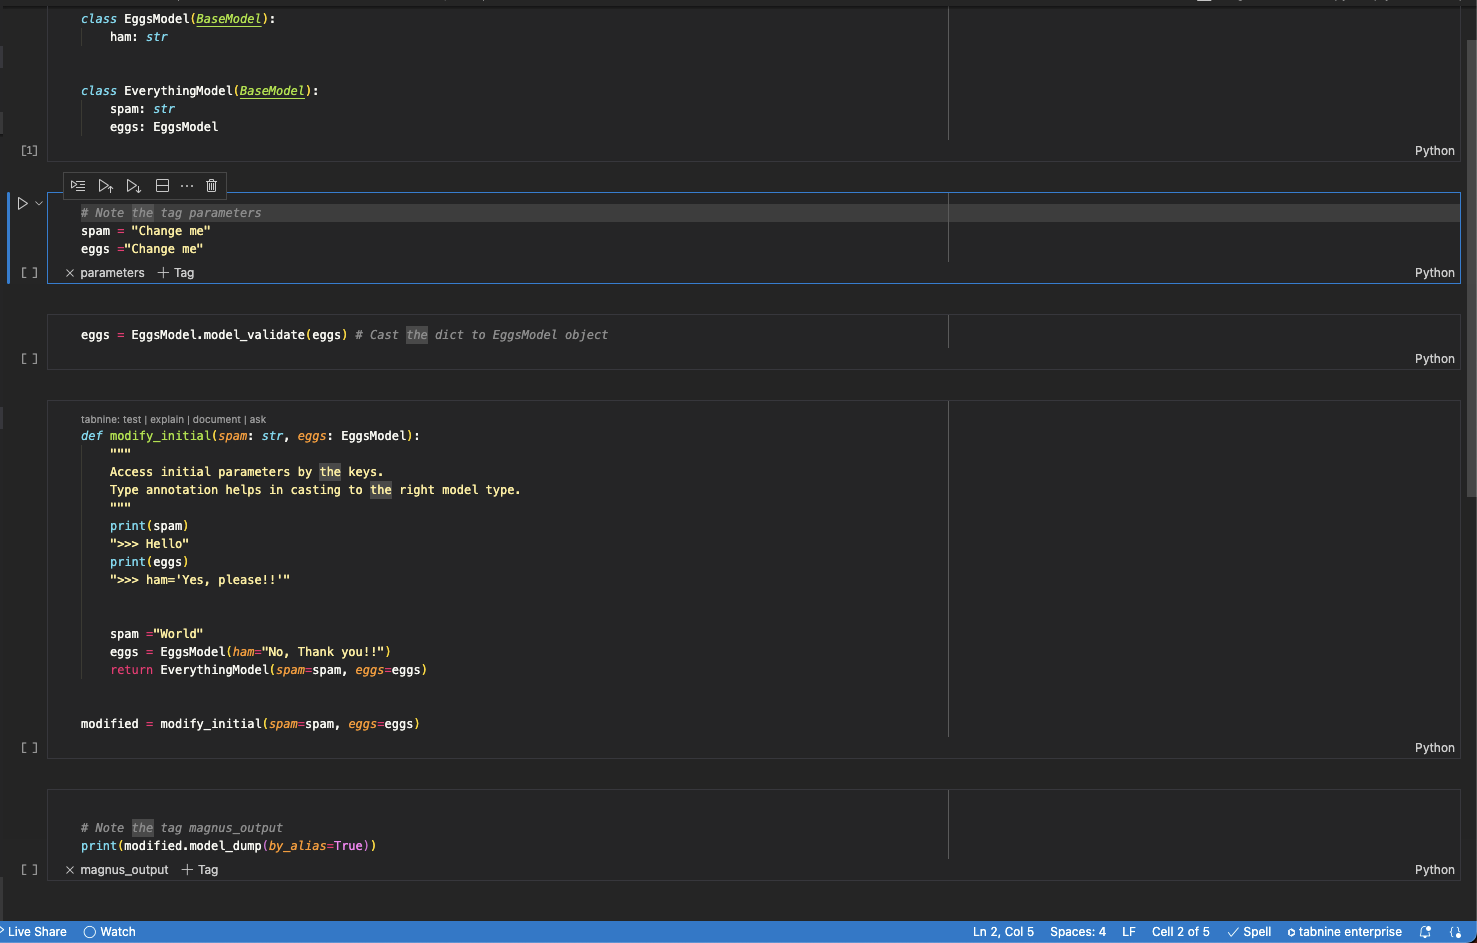 class EggsModel(BaseModel):
    ham: str
class EverythingModel(BaseModel):
    spam: str
    eggs: EggsModel
[1]
Python
# Note the tag parameters
spam = "Change me"
eggs ="Change me"
[ ]
× parameters + Tag
Python
eggs = EggsModel.model_validate(eggs) # Cast the dict to EggsModel object
[ ]
Python
tabnine: test | explain | document | ask
def modify_initial(spam: str, eggs: EggsModel):
    """
    Access initial parameters by the keys.
    Type annotation helps in casting to the right model type.
    """
    print(spam)
    ">>> Hello"
    print(eggs)
    ">>> ham='Yes, please!!'"
    spam ="World"
    eggs = EggsModel(ham="No, Thank you!!")
    return EverythingModel(spam=spam, eggs=eggs)
modified = modify_initial(spam=spam, eggs=eggs)
[ ]
Python
# Note the tag magnus_output
print(modified.model_dump(by_alias=True))
[ ]
× magnus_output + Tag
Python
Live Share Watch Ln 2, Col 5 Spaces: 4 LF Cell 2 of 5 Spell tabnine enterprise